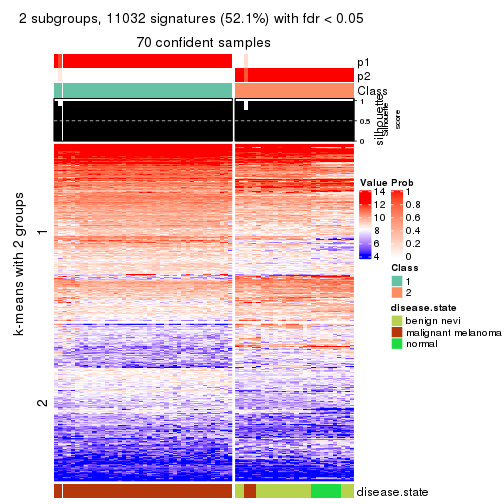 2 subgroups, 11032 signatures (52.1%) with fdr < 0.05
70 confident samples
p1
p2
Class
1
0.5
0
silhouette
silhouette
score
k-means with 2 groups
1
2
Value
14
12
10
8
6
4
Prob
1
0.8
0.6
0.4
0.2
0
Class
1
2
disease.state
benign nevi
malignant melanoma
normal
disease.state